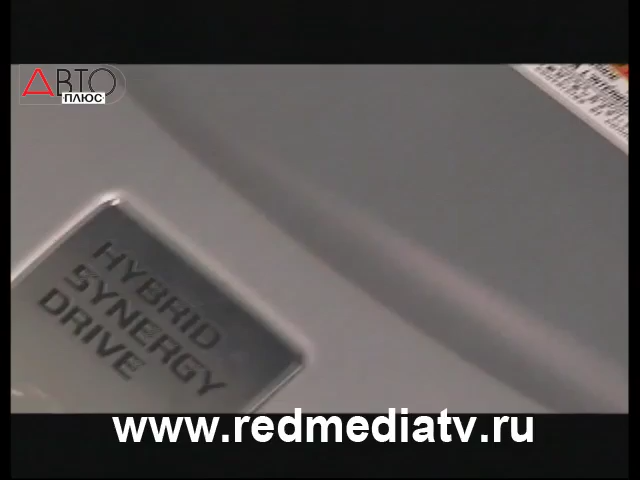 АВТО
ПЛЮС
HYBRID
SYNERGY
DRIVE
www.redmediatv.ru